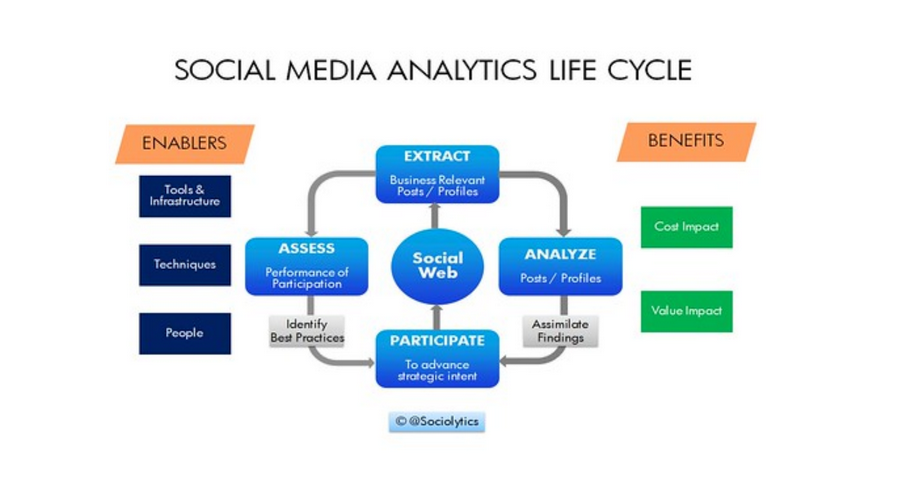 SOCIAL MEDIA ANALYTICS LIFE CYCLE
ENABLERS
Tools &
Infrastructure
Techniques
People
EXTRACT
Business Relevant
Posts / Profiles
ASSESS
Performance of
Participation
Social
Web
ANALYZE
Posts / Profiles
Identify
Best Practices
Assimilate
Findings
PARTICIPATE
To advance
strategic intent
BENEFITS
Cost Impact
Value Impact
© @Sociolytics